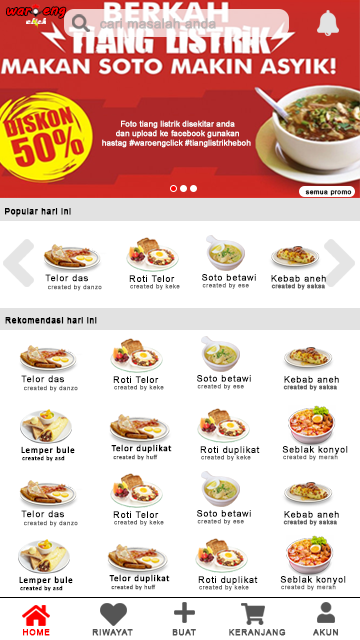 BERKAH
waroeng
click
cari masalah anda
TIANG LISTRIK
MAKAN SOTO MAKIN ASYIK!
DISKON
50%
Foto tiang listrik disekitar anda
dan upload ke facebook gunakan
hastag #waroengclick #tianglistrikheboh
semua promo
Popular hari ini
Telor das
created by danzo
Roti Telor
created by keke
Soto betawi
created by ese
Kebab aneh
created by sakaa
Rekomendasi hari ini
Telor das
created by danzo
Roti Telor
created by keke
Soto betawi
created by ese
Kebab aneh
created by sakaa
Lemper bule
created by asd
Telor duplikat
created by huff
Roti duplikat
created by keke
Seblak konyol
created by merah
Telor das
created by danzo
Roti Telor
created by keke
Soto betawi
created by ese
Kebab aneh
created by sakaa
Lemper bule
created by asd
Telor duplikat
created by huff
Roti duplikat
created by keke
Seblak konyol
created by merah
HOME
RIWAYAT
BUAT
KERANJANG
AKUN